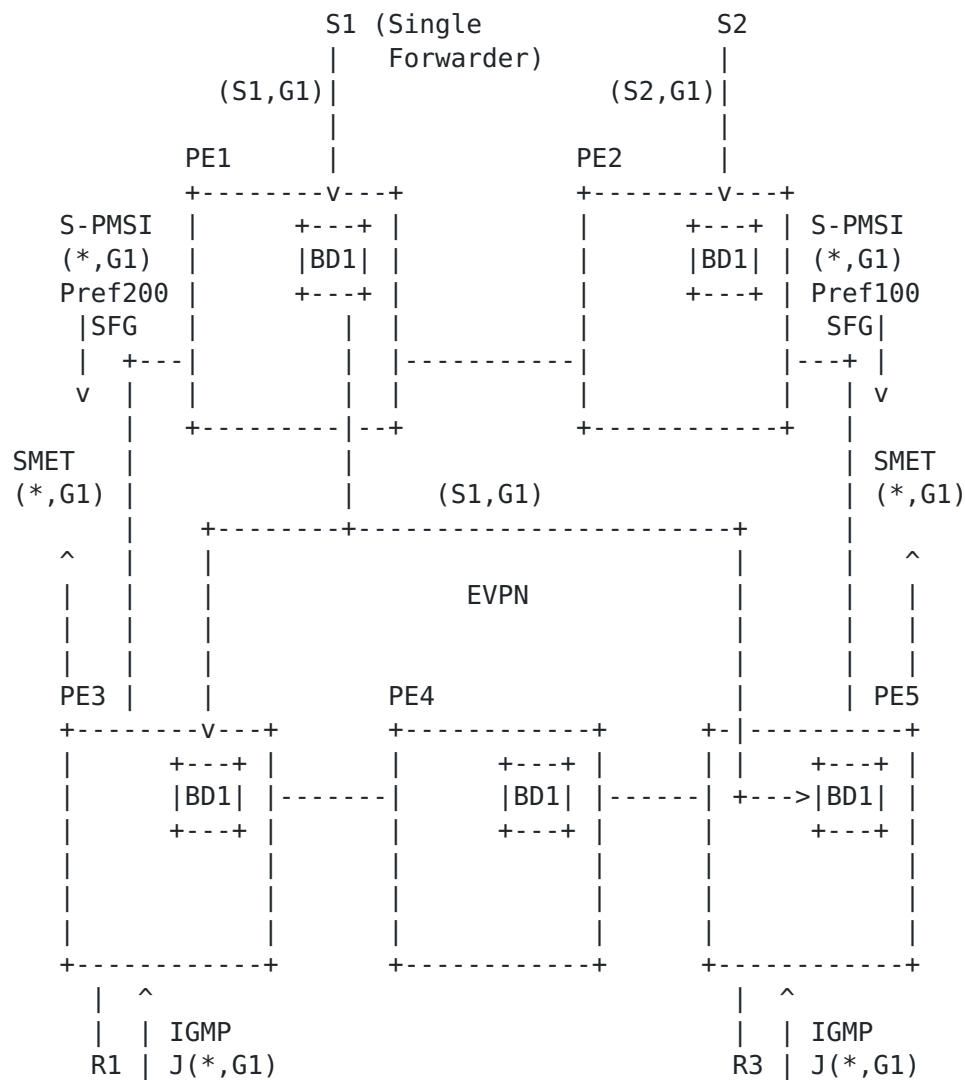 S1 (Single S2
Forwarder)
(S1,G1) (S2,G1)
PE1 PE2
S-PMSI S-PMSI
(*,G1) BD1 BD1 (*,G1)
Pref200 Pref100
SFG SFG
SMET SMET
(*,G1) (S1,G1) (*,G1)
EVPN
PE3 PE4 PE5
BD1 BD1 BD1
IGMP IGMP
R1 J(*,G1) R3 J(*,G1)